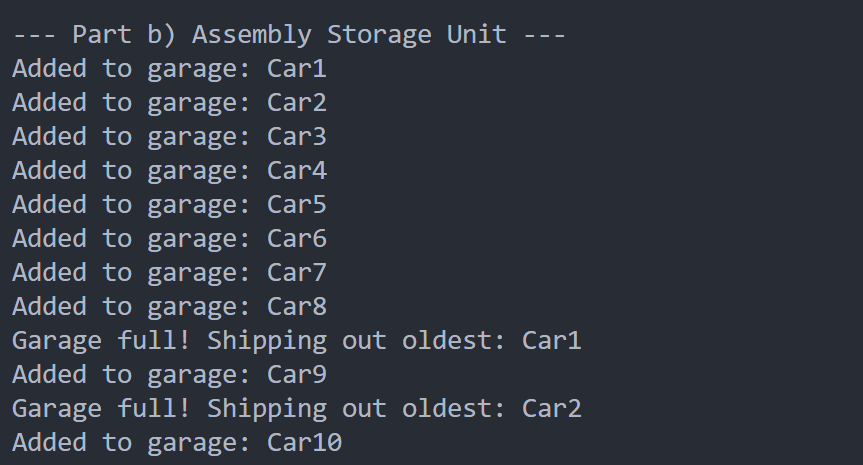 --- Part b) Assembly Storage Unit ---
Added to garage: Car1
Added to garage: Car2
Added to garage: Car3
Added to garage: Car4
Added to garage: Car5
Added to garage: Car6
Added to garage: Car7
Added to garage: Car8
Garage full! Shipping out oldest: Car1
Added to garage: Car9
Garage full! Shipping out oldest: Car2
Added to garage: Car10